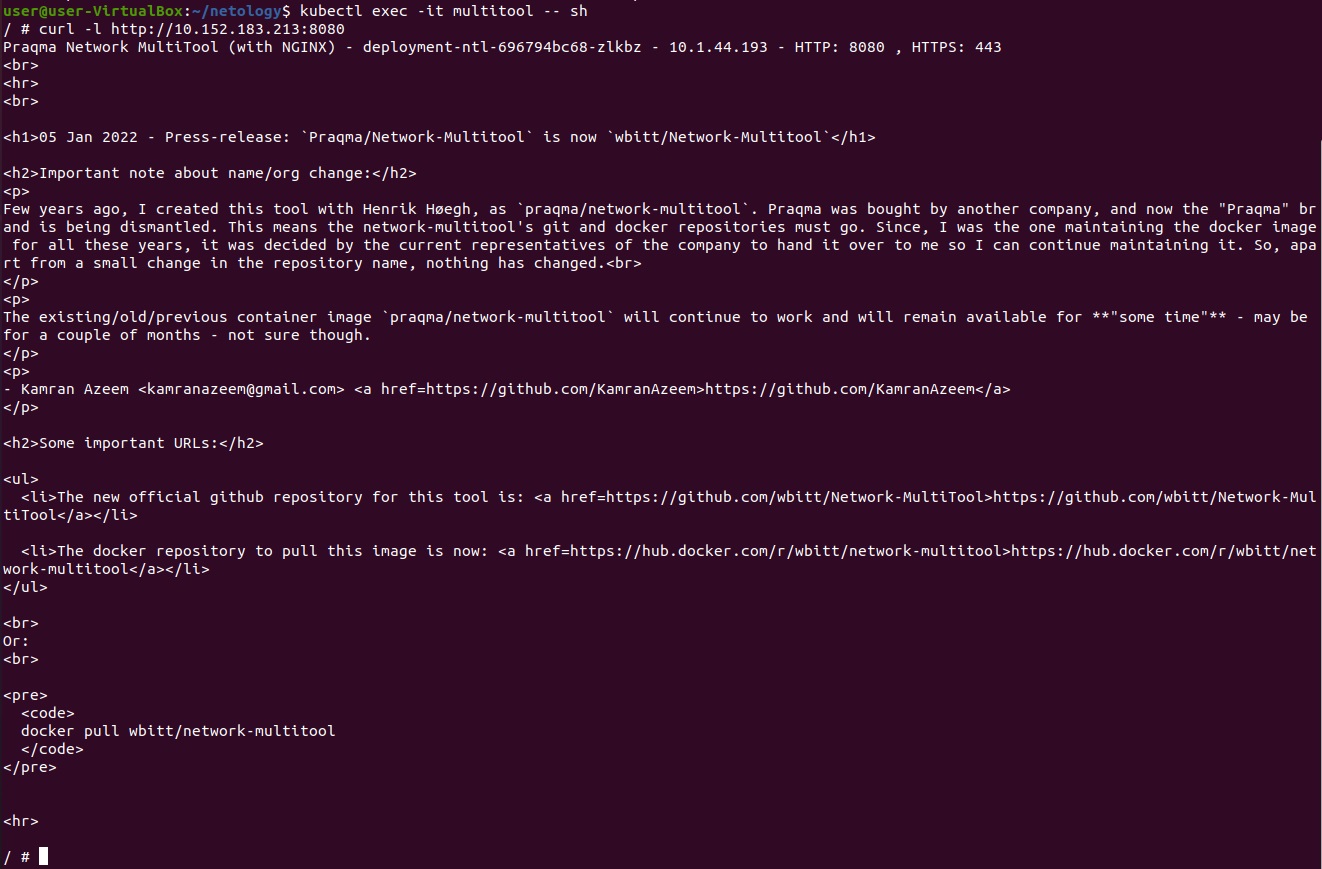 user@user-VirtualBox:~/netology$ kubectl exec -it multitool -- sh
/ # curl -l http://10.152.183.213:8080
Praqma Network MultiTool (with NGINX) - deployment-ntl-696794bc68-zlkbz - 10.1.44.193 - HTTP: 8080 , HTTPS: 443
<br>
<hr>
<br>

<h1>05 Jan 2022 - Press-release: `Praqma/Network-Multitool` is now `wbitt/Network-Multitool`</h1>

<h2>Important note about name/org change:</h2>
<p>
Few years ago, I created this tool with Henrik Høegh, as `praqma/network-multitool`. Praqma was bought by another company, and now the "Praqma" br
and is being dismantled. This means the network-multitool's git and docker repositories must go. Since, I was the one maintaining the docker image
 for all these years, it was decided by the current representatives of the company to hand it over to me so I can continue maintaining it. So, apa
rt from a small change in the repository name, nothing has changed.<br>
</p>
<p>
The existing/old/previous container image `praqma/network-multitool` will continue to work and will remain available for **"some time"** - may be
for a couple of months - not sure though.
</p>
<p>
- Kamran Azeem <kamranazeem@gmail.com> <a href=https://github.com/KamranAzeem>https://github.com/KamranAzeem</a>
</p>

<h2>Some important URLs:</h2>

<ul>
  <li>The new official github repository for this tool is: <a href=https://github.com/wbitt/Network-MultiTool>https://github.com/wbitt/Network-Mul
tiTool</a></li>

  <li>The docker repository to pull this image is now: <a href=https://hub.docker.com/r/wbitt/network-multitool>https://hub.docker.com/r/wbitt/net
work-multitool</a></li>
</ul>

<br>
Or:
<br>

<pre>
  <code>
  docker pull wbitt/network-multitool
  </code>
</pre>


<hr>

/ #